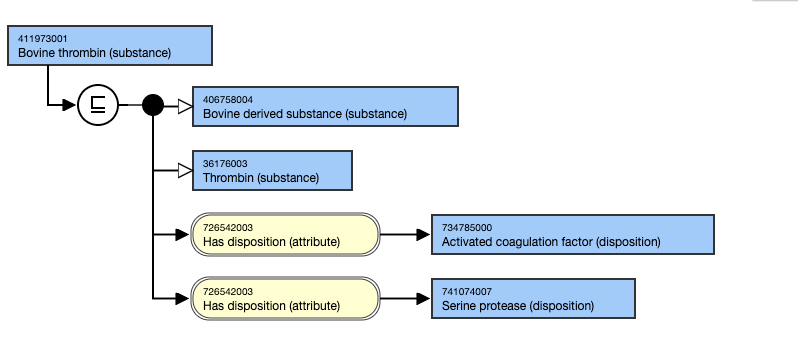 411973001
Bovine thrombin (substance)
⊑
406758004
Bovine derived substance (substance)
36176003
Thrombin (substance)
726542003
Has disposition (attribute)
734785000
Activated coagulation factor (disposition)
726542003
Has disposition (attribute)
741074007
Serine protease (disposition)